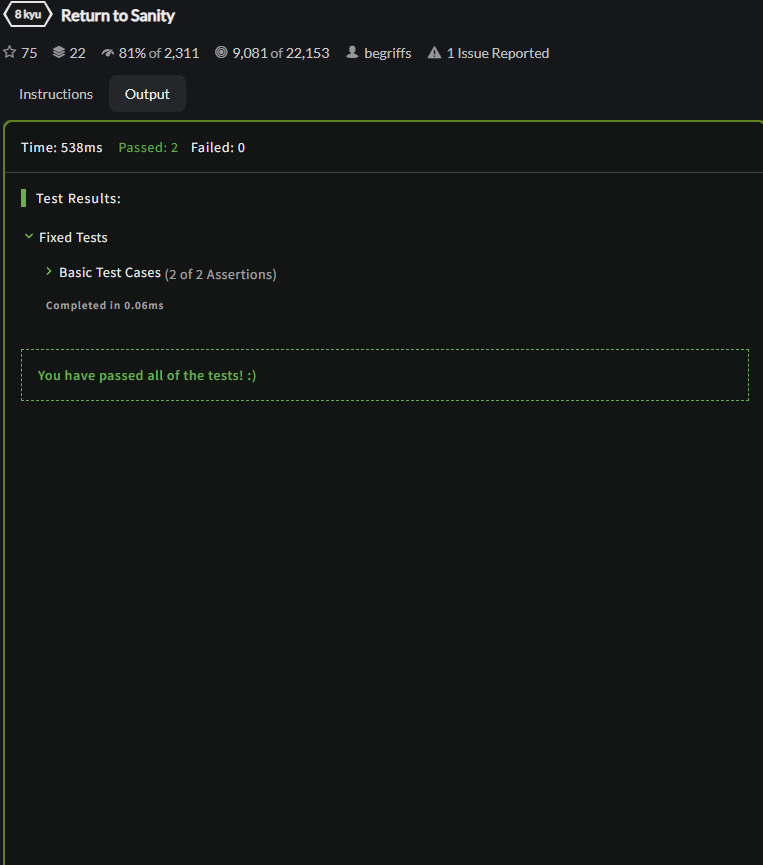 8 kyu Return to Sanity
75 22 81% of 2,311 9,081 of 22,153 begriffs 1 Issue Reported
Instructions Output
Time: 538ms Passed: 2 Failed: 0
Test Results:
Fixed Tests
Basic Test Cases (2 of 2 Assertions)
Completed in 0.06ms
You have passed all of the tests! :)